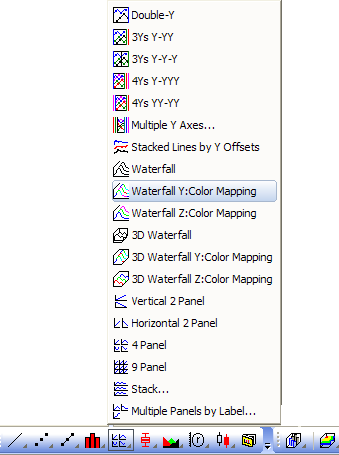 Double-Y
3Ys Y-YY
3Ys Y-Y-Y
4Ys Y-YYY
4Ys YY-YY
Multiple Y Axes...
Stacked Lines by Y Offsets
Waterfall
Waterfall Y:Color Mapping
Waterfall Z:Color Mapping
3D Waterfall
3D Waterfall Y:Color Mapping
3D Waterfall Z:Color Mapping
Vertical 2 Panel
Horizontal 2 Panel
4 Panel
9 Panel
Stack...
Multiple Panels by Label...